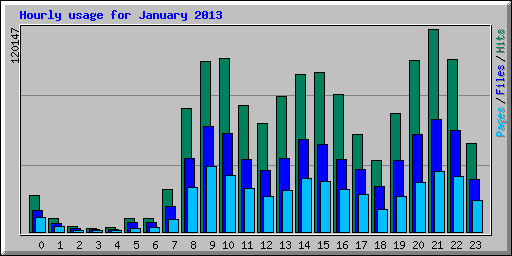 Hourly usage for January 2013
120147
Pages / Files / Hits
0 1 2 3 4 5 6 7 8 9 10 11 12 13 14 15 16 17 18 19 20 21 22 23